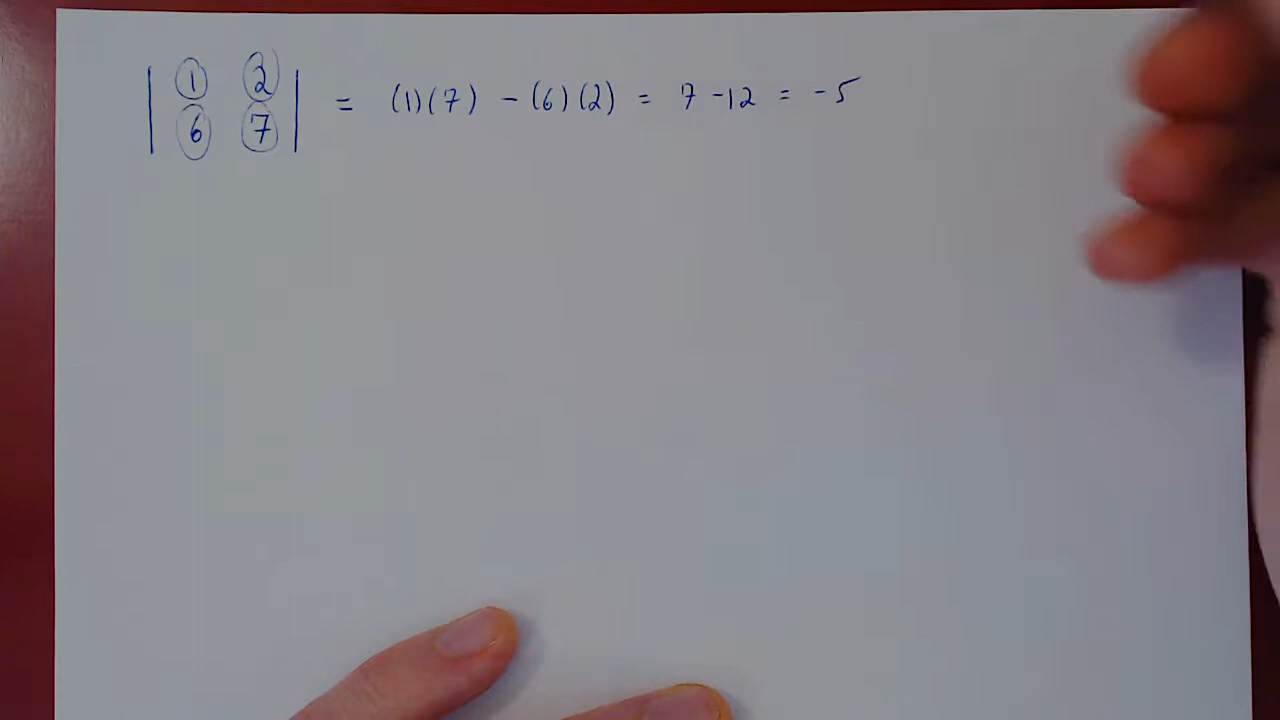 | 1 2 |
| 6 7 | = (1)(7) - (6)(2) = 7 - 12 = -5